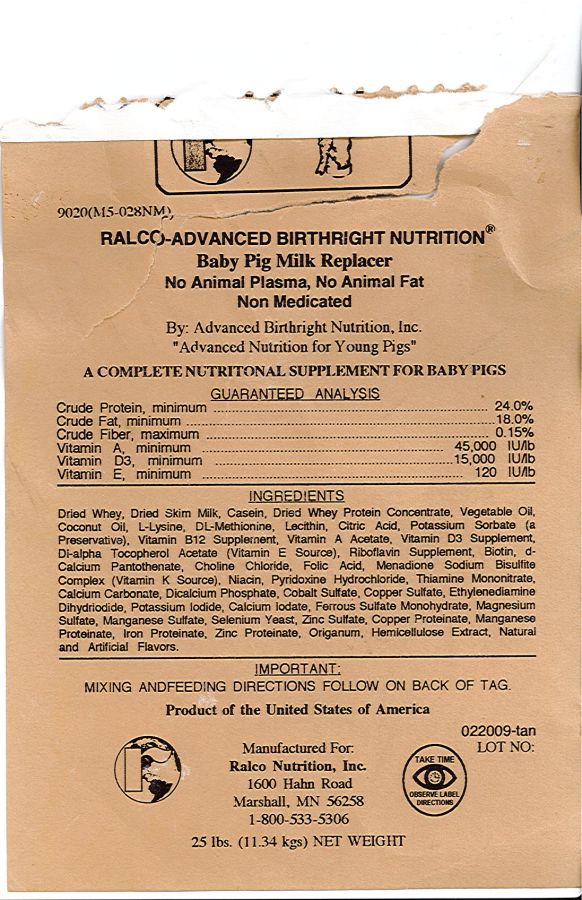 9020(M5-028NM)
RALCO-ADVANCED BIRTHRIGHT NUTRITION®
Baby Pig Milk Replacer
No Animal Plasma, No Animal Fat
Non Medicated
By: Advanced Birthright Nutrition, Inc.
"Advanced Nutrition for Young Pigs"
A COMPLETE NUTRITONAL SUPPLEMENT FOR BABY PIGS
GUARANTEED ANALYSIS
Crude Protein, minimum ........ 24.0%
Crude Fat, minimum ........ 18.0%
Crude Fiber, maximum ........ 0.15%
Vitamin A, minimum ........ 45,000 IU/lb
Vitamin D3, minimum ........ 15,000 IU/lb
Vitamin E, minimum ........ 120 IU/lb
INGREDIENTS
Dried Whey, Dried Skim Milk, Casein, Dried Whey Protein Concentrate, Vegetable Oil,
Coconut Oil, L-Lysine, DL-Methionine, Lecithin, Citric Acid, Potassium Sorbate (a
Preservative), Vitamin B12 Supplement, Vitamin A Acetate, Vitamin D3 Supplement,
Dl-alpha Tocopherol Acetate (Vitamin E Source), Riboflavin Supplement, Biotin, d-
Calcium Pantothenate, Choline Chloride, Folic Acid, Menadione Sodium Bisulfite
Complex (Vitamin K Source), Niacin, Pyridoxine Hydrochloride, Thiamine Mononitrate,
Calcium Carbonate, Dicalcium Phosphate, Cobalt Sulfate, Copper Sulfate, Ethylenediamine
Dihydriodide, Potassium Iodide, Calcium Iodate, Ferrous Sulfate Monohydrate, Magnesium
Sulfate, Manganese Sulfate, Selenium Yeast, Zinc Sulfate, Copper Proteinate, Manganese
Proteinate, Iron Proteinate, Zinc Proteinate, Origanum, Hemicellulose Extract, Natural
and Artificial Flavors.
IMPORTANT:
MIXING ANDFEEDING DIRECTIONS FOLLOW ON BACK OF TAG.
Product of the United States of America
022009-tan
LOT NO:
Manufactured For:
Ralco Nutrition, Inc.
1600 Hahn Road
Marshall, MN 56258
1-800-533-5306
TAKE TIME
OBSERVE LABEL
DIRECTIONS
25 lbs. (11.34 kgs) NET WEIGHT